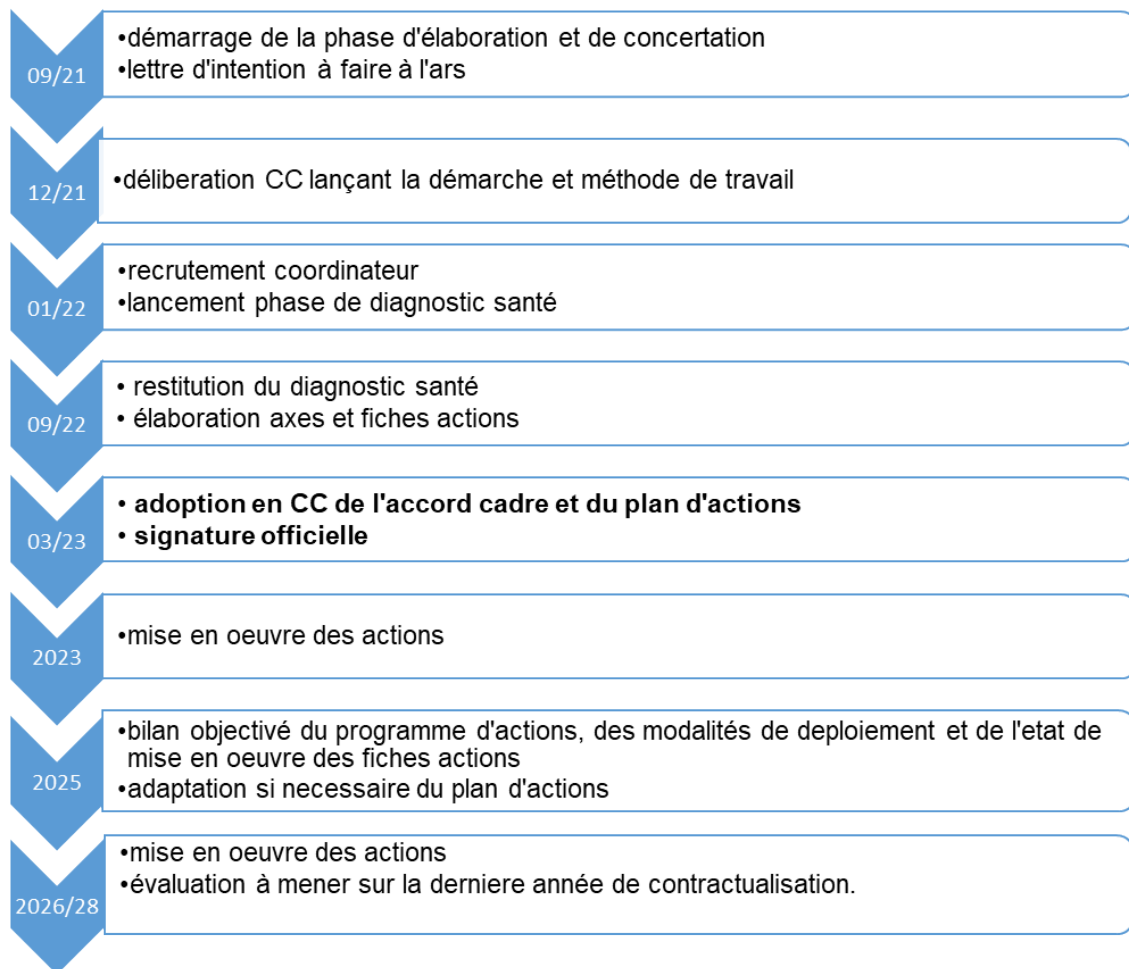 09/21
•démarrage de la phase d'élaboration et de concertation
•lettre d'intention à faire à l'ars
12/21
•déliberation CC lançant la démarche et méthode de travail
01/22
•recrutement coordinateur
•lancement phase de diagnostic santé
09/22
• restitution du diagnostic santé
• élaboration axes et fiches actions
03/23
• adoption en CC de l'accord cadre et du plan d'actions
• signature officielle
2023
•mise en oeuvre des actions
2025
•bilan objectivé du programme d'actions, des modalités de deploiement et de l'etat de
mise en oeuvre des fiches actions
•adaptation si necessaire du plan d'actions
2026/28
•mise en oeuvre des actions
•évaluation à mener sur la derniere année de contractualisation.